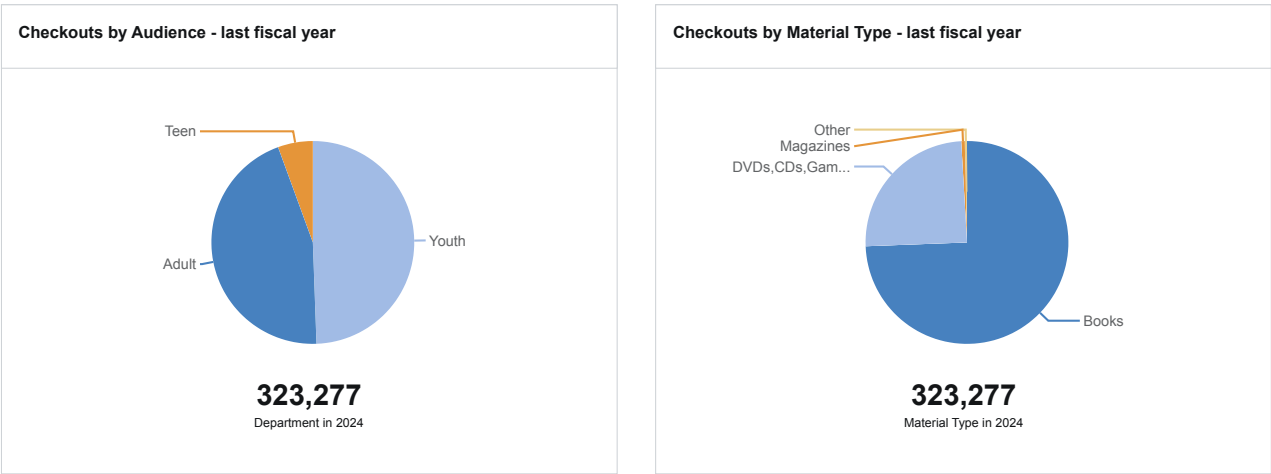 Checkouts by Audience - last fiscal year
Teen
Youth
Adult
323,277
Department in 2024
Checkouts by Material Type - last fiscal year
Other
Magazines
DVDs,CDs,Gam...
Books
323,277
Material Type in 2024